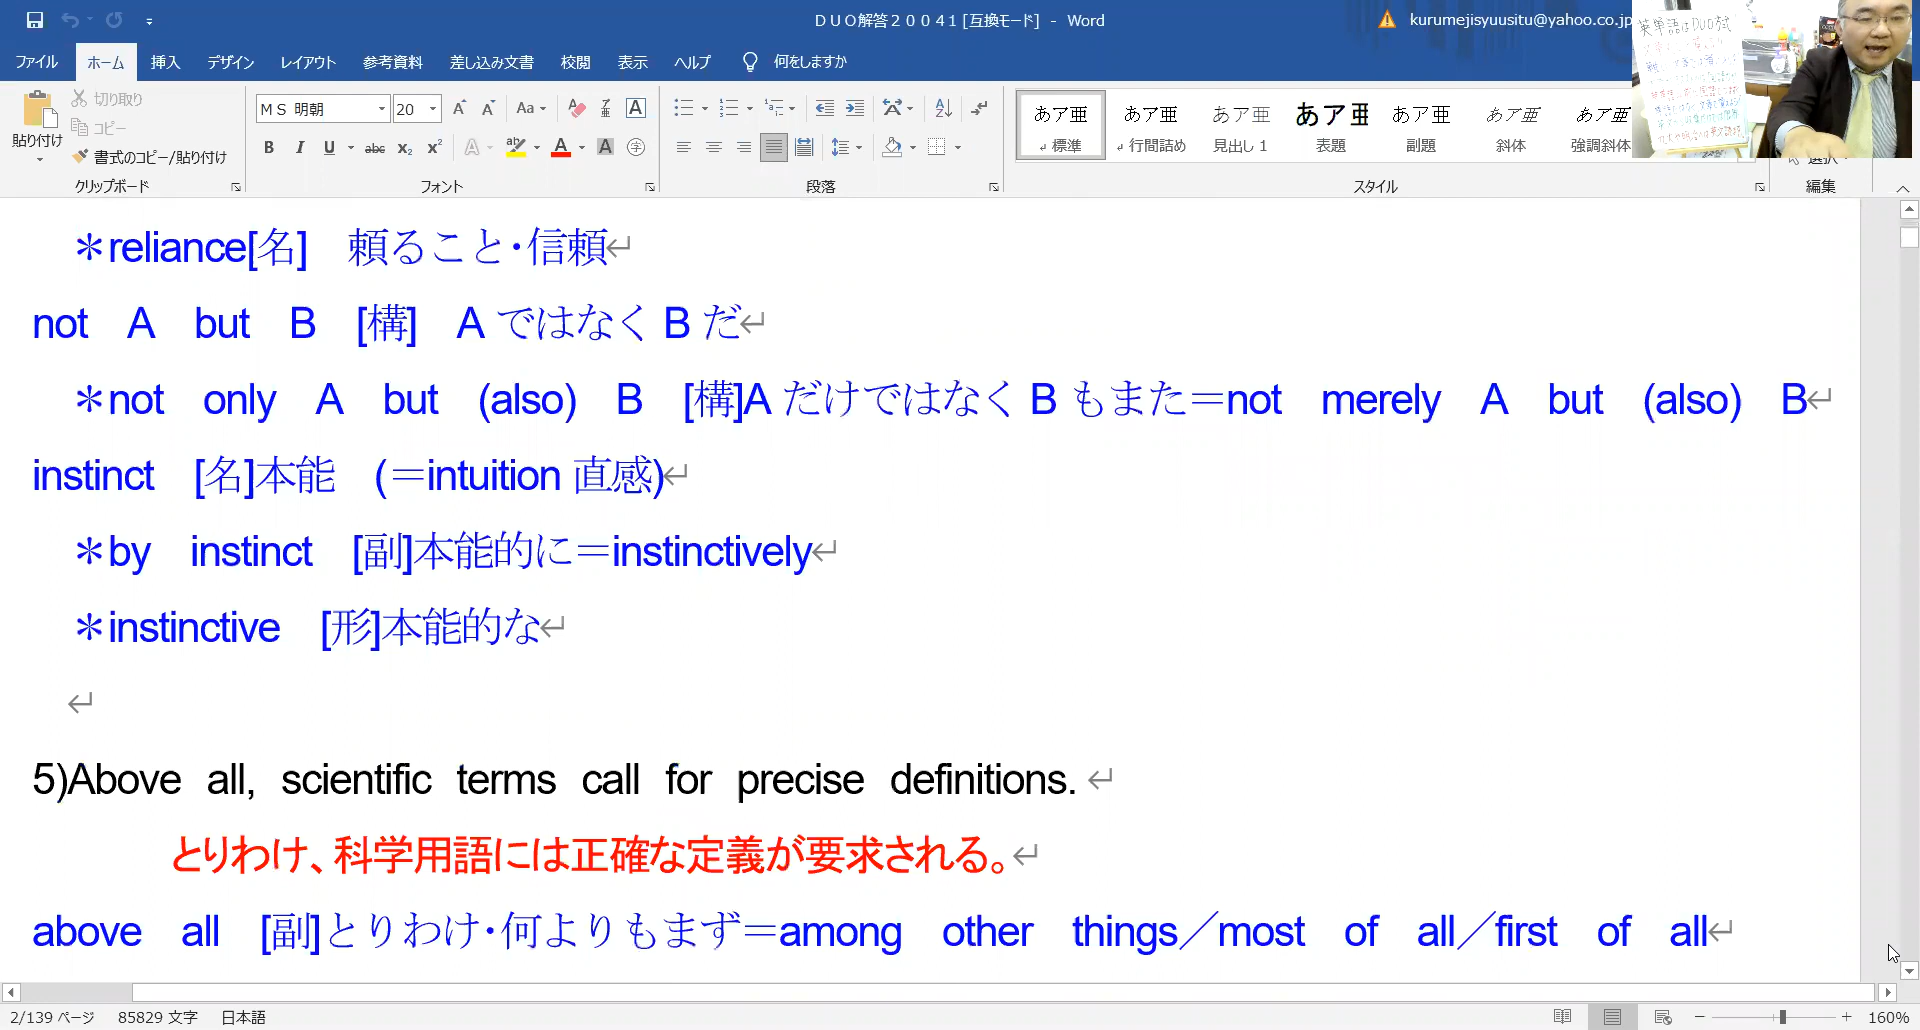 DUO解答20041 [互換モード] - Word
kurumejisyuusitu@yahoo.co.jp
ファイル ホーム 挿入 デザイン レイアウト 参考資料 差し込み文書 校閲 表示 ヘルプ 何をしますか
英単語はDUO方式
貼り付け
切り取り
コピー
書式のコピー/貼り付け
クリップボード
MS 明朝 20
フォント
段落
あア亜 あア亜 あア亜 あア亜 あア亜 あア亜 あア亜
標準 行間詰め 見出し 1 表題 副題 斜体 強調斜体
スタイル
選択
編集
＊reliance[名] 頼ること・信頼
not A but B [構] A ではなく B だ
＊not only A but (also) B [構]A だけではなく B もまた＝not merely A but (also) B
instinct [名]本能 (＝intuition 直感)
＊by instinct [副]本能的に＝instinctively
＊instinctive [形]本能的な
5)Above all, scientific terms call for precise definitions.
とりわけ、科学用語には正確な定義が要求される。
above all [副]とりわけ・何よりもまず＝among other things／most of all／first of all
2/139 ページ 85829 文字 日本語
160%